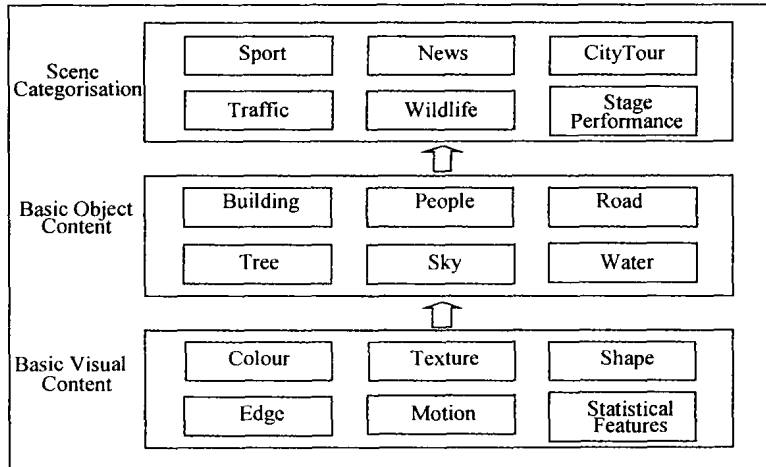 Scene
Categorisation
Sport
News
CityTour
Traffic
Wildlife
Stage
Performance
Basic Object
Content
Building
People
Road
Tree
Sky
Water
Basic Visual
Content
Colour
Texture
Shape
Edge
Motion
Statistical
Features